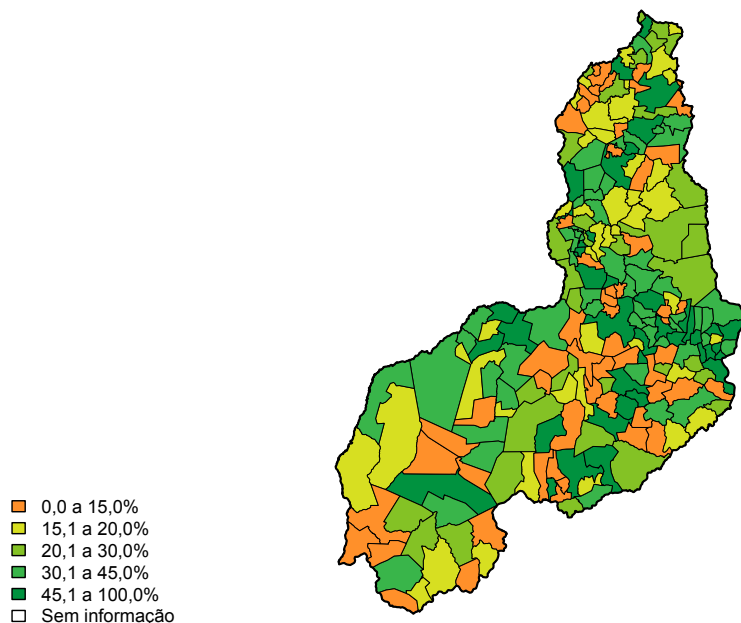 0,0 a 15,0%
15,1 a 20,0%
20,1 a 30,0%
30,1 a 45,0%
45,1 a 100,0%
Sem informação